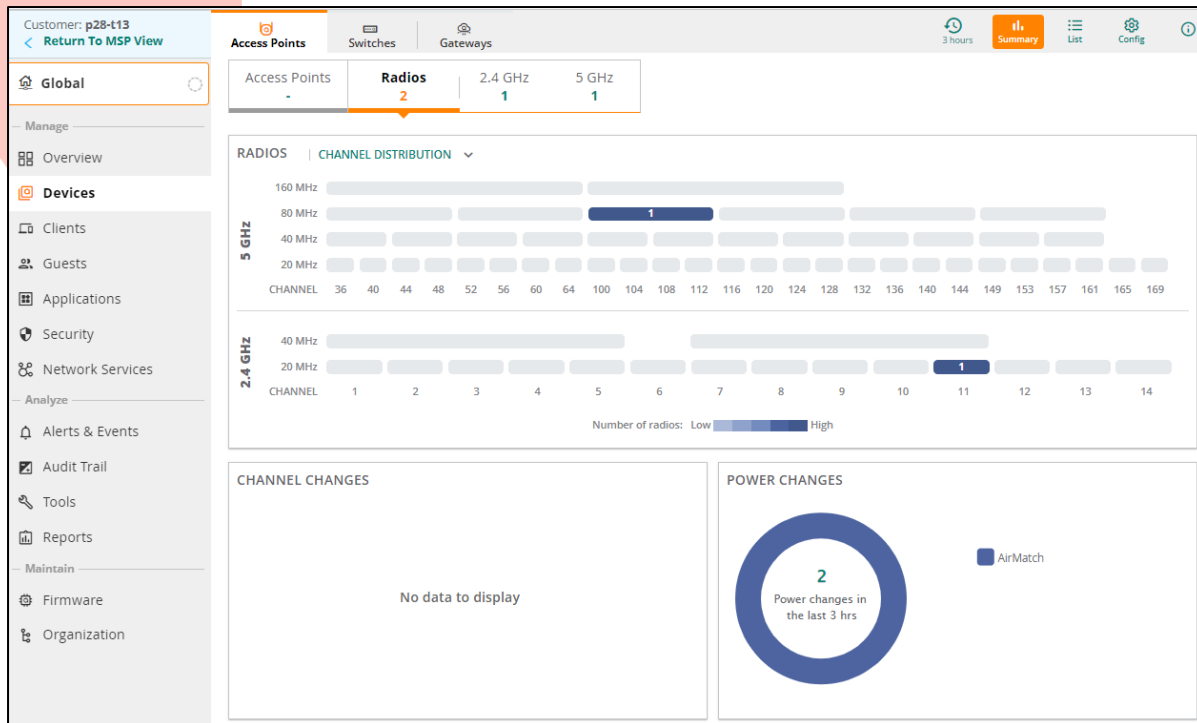 Customer: p28-t13
< Return To MSP View
Global
Manage
Overview
Devices
Clients
Guests
Applications
Security
Network Services
Analyze
Alerts & Events
Audit Trail
Tools
Reports
Maintain
Firmware
Organization
Access Points
Switches
Gateways
3 hours
Summary
List
Config
Access Points
-
Radios
2
2.4 GHz
1
5 GHz
1
RADIOS | CHANNEL DISTRIBUTION
5 GHz
160 MHz
80 MHz 1
40 MHz
20 MHz
CHANNEL 36 40 44 48 52 56 60 64 100 104 108 112 116 120 124 128 132 136 140 144 149 153 157 161 165 169
2.4 GHz
40 MHz
20 MHz 1
CHANNEL 1 2 3 4 5 6 7 8 9 10 11 12 13 14
Number of radios: Low High
CHANNEL CHANGES
No data to display
POWER CHANGES
2
Power changes in
the last 3 hrs
AirMatch